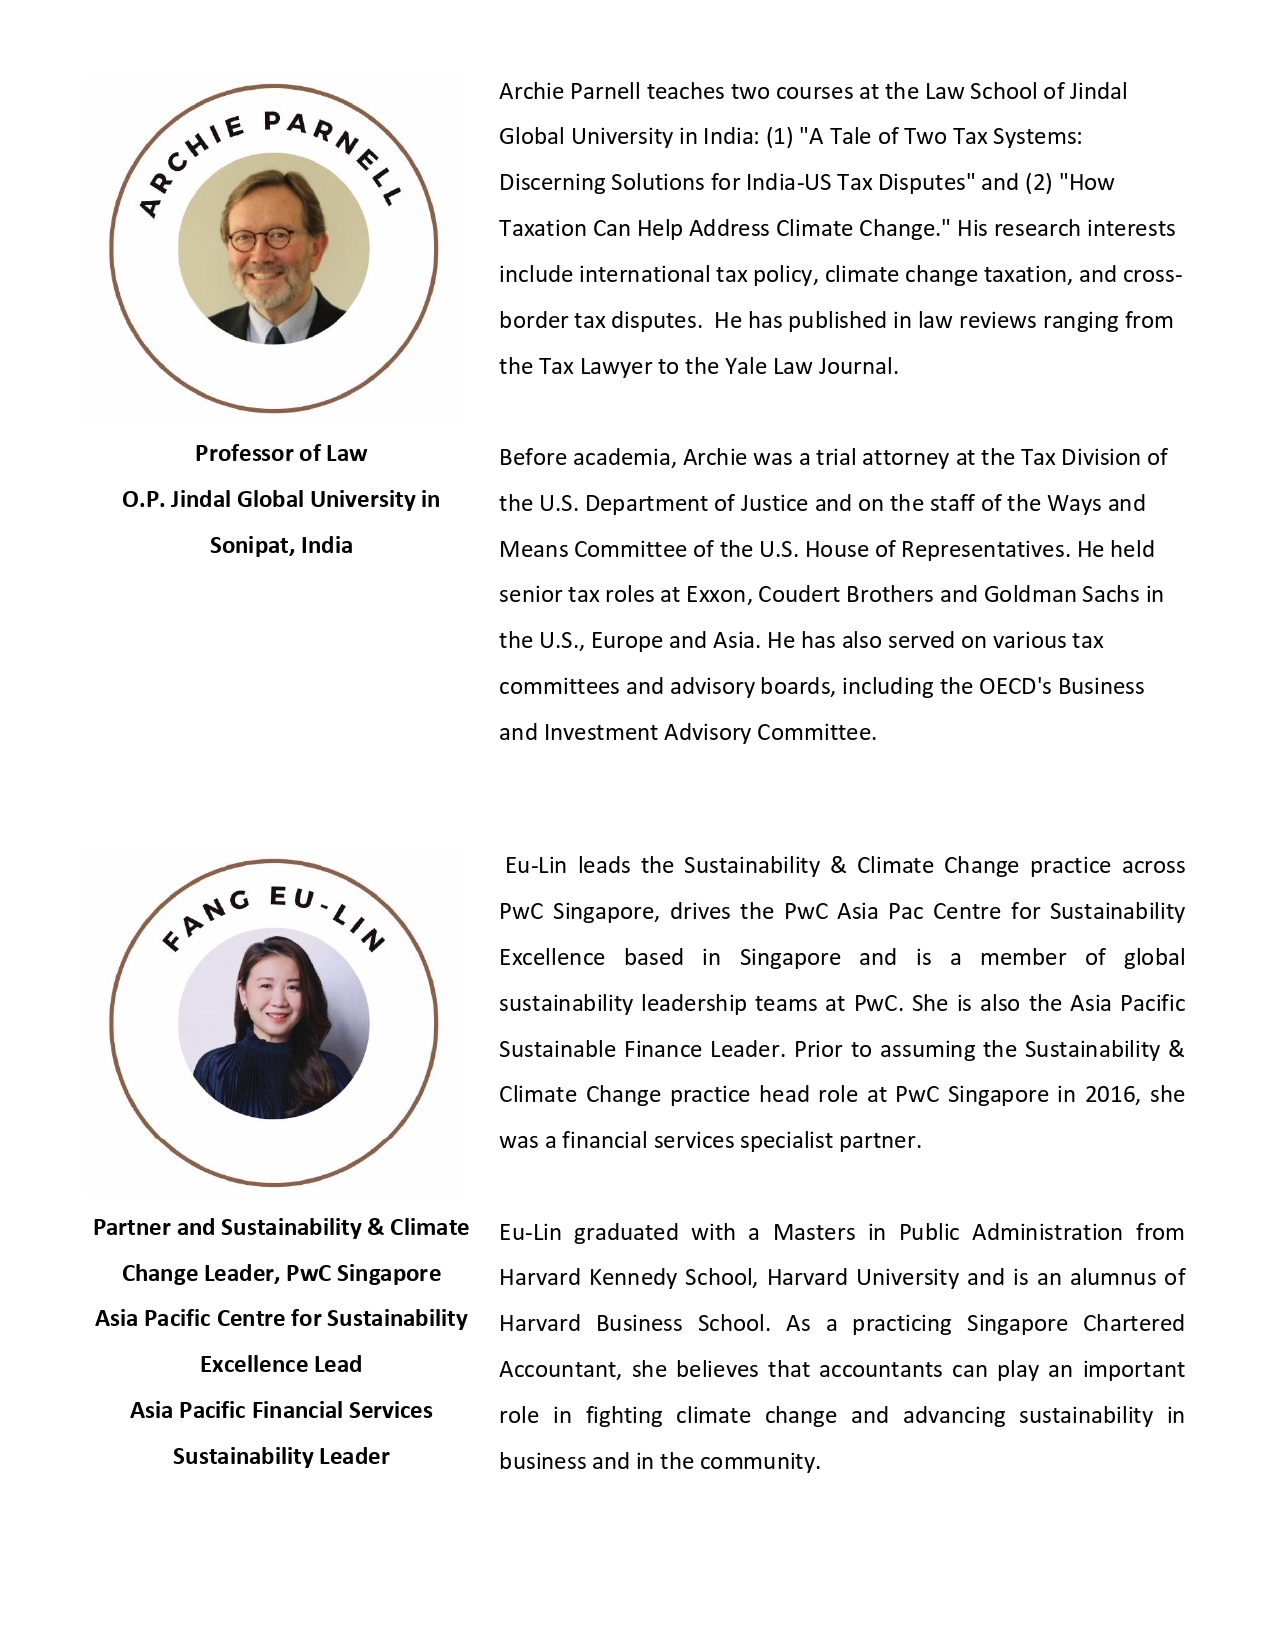 ARCHIE PARNELL
Professor of Law
O.P. Jindal Global University in
Sonipat, India
Archie Parnell teaches two courses at the Law School of Jindal
Global University in India: (1) "A Tale of Two Tax Systems:
Discerning Solutions for India-US Tax Disputes" and (2) "How
Taxation Can Help Address Climate Change." His research interests
include international tax policy, climate change taxation, and cross-
border tax disputes.  He has published in law reviews ranging from
the Tax Lawyer to the Yale Law Journal.
Before academia, Archie was a trial attorney at the Tax Division of
the U.S. Department of Justice and on the staff of the Ways and
Means Committee of the U.S. House of Representatives. He held
senior tax roles at Exxon, Coudert Brothers and Goldman Sachs in
the U.S., Europe and Asia. He has also served on various tax
committees and advisory boards, including the OECD's Business
and Investment Advisory Committee.
FANG EU-LIN
Partner and Sustainability & Climate
Change Leader, PwC Singapore
Asia Pacific Centre for Sustainability
Excellence Lead
Asia Pacific Financial Services
Sustainability Leader
Eu-Lin leads the Sustainability & Climate Change practice across
PwC Singapore, drives the PwC Asia Pac Centre for Sustainability
Excellence based in Singapore and is a member of global
sustainability leadership teams at PwC. She is also the Asia Pacific
Sustainable Finance Leader. Prior to assuming the Sustainability &
Climate Change practice head role at PwC Singapore in 2016, she
was a financial services specialist partner.
Eu-Lin graduated with a Masters in Public Administration from
Harvard Kennedy School, Harvard University and is an alumnus of
Harvard Business School. As a practicing Singapore Chartered
Accountant, she believes that accountants can play an important
role in fighting climate change and advancing sustainability in
business and in the community.